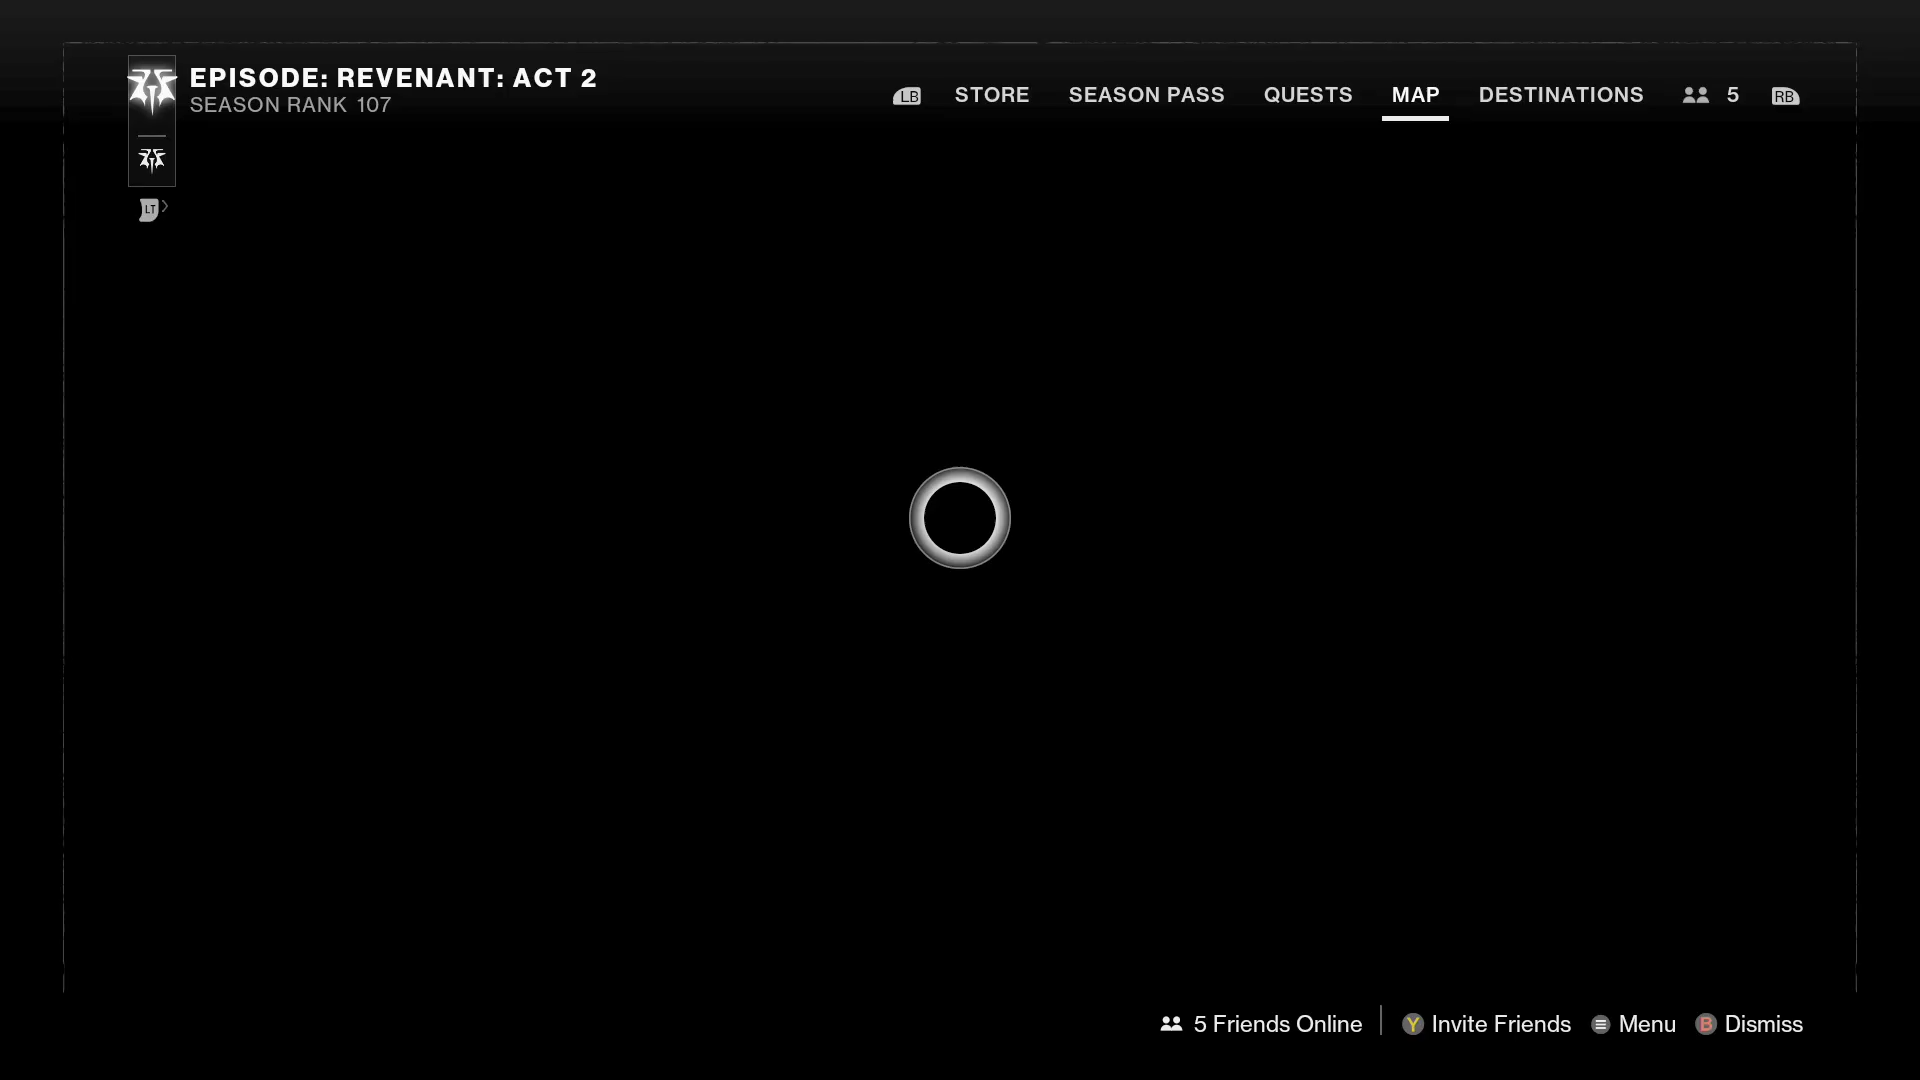 EPISODE: REVENANT: ACT 2
SEASON RANK 107
LB STORE SEASON PASS QUESTS MAP DESTINATIONS 5 RB
LT
5 Friends Online Y Invite Friends Menu B Dismiss